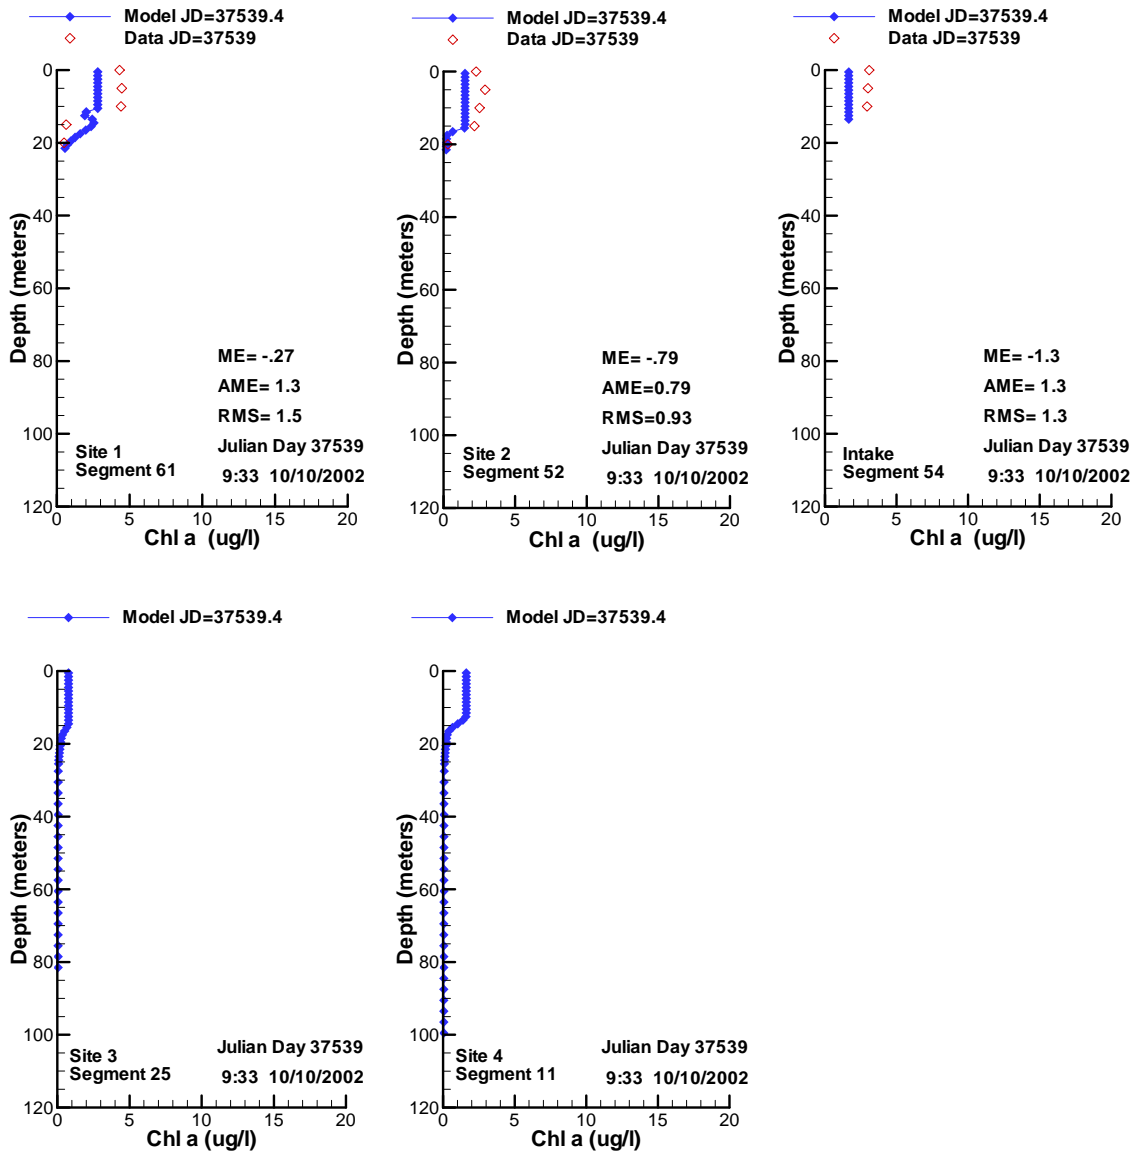 Model JD=37539.4
Data JD=37539
0
20
40
60
80
100
120
Depth (meters)
ME= -.27
AME= 1.3
RMS= 1.5
Site 1
Segment 61
Julian Day 37539
9:33 10/10/2002
0 5 10 15 20
Chl a (ug/l)
Model JD=37539.4
Data JD=37539
0
20
40
60
80
100
120
Depth (meters)
ME= -.79
AME=0.79
RMS=0.93
Site 2
Segment 52
Julian Day 37539
9:33 10/10/2002
0 5 10 15 20
Chl a (ug/l)
Model JD=37539.4
Data JD=37539
0
20
40
60
80
100
120
Depth (meters)
ME= -1.3
AME= 1.3
RMS= 1.3
Intake
Segment 54
Julian Day 37539
9:33 10/10/2002
0 5 10 15 20
Chl a (ug/l)
Model JD=37539.4
0
20
40
60
80
100
120
Depth (meters)
Site 3
Segment 25
Julian Day 37539
9:33 10/10/2002
0 5 10 15 20
Chl a (ug/l)
Model JD=37539.4
0
20
40
60
80
100
120
Depth (meters)
Site 4
Segment 11
Julian Day 37539
9:33 10/10/2002
0 5 10 15 20
Chl a (ug/l)